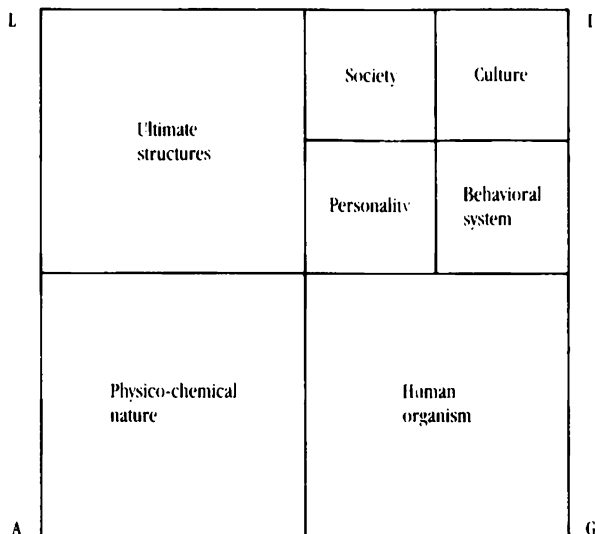 L
I
Society
Culture
Ultimate
structures
Personality
Behavioral
system
Physico-chemical
nature
Human
organism
A
G